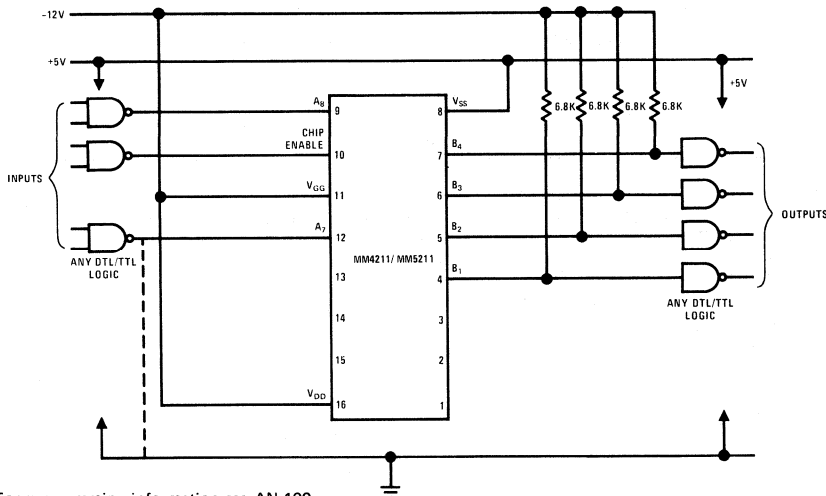 -12V
+5V
+5V
A8
9
VSS
8
6.8K
6.8K
6.8K
6.8K
CHIP
ENABLE
10
B4
7
INPUTS
VGG
11
B3
6
OUTPUTS
A7
12
B2
5
ANY DTL/TTL
LOGIC
MM4211/MM5211
13
B1
4
ANY DTL/TTL
LOGIC
14
3
15
2
VDD
16
1